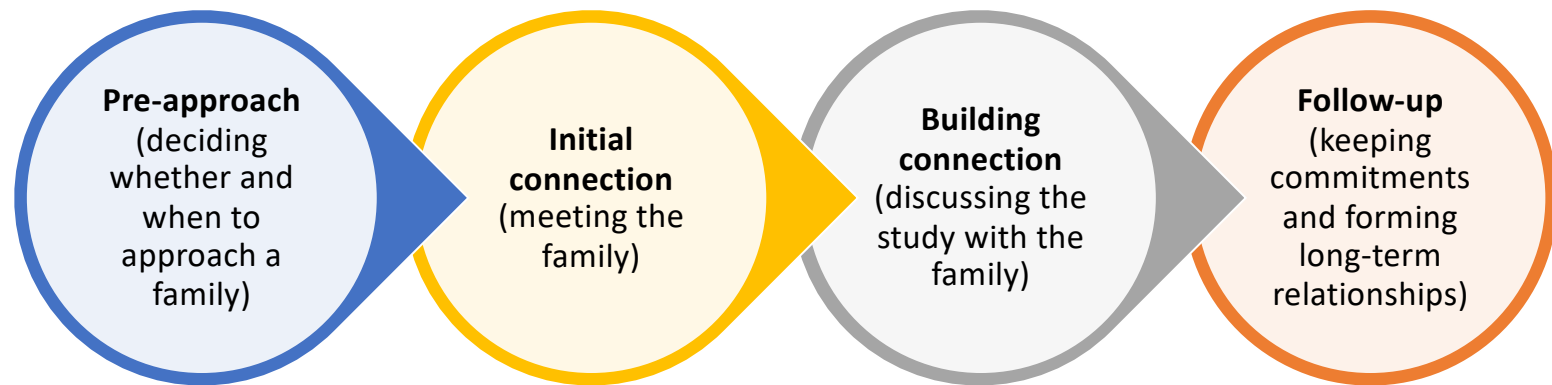 Pre-approach
(deciding
whether and
when to
approach a
family)
Initial
connection
(meeting the
family)
Building
connection
(discussing the
study with the
family)
Follow-up
(keeping
commitments
and forming
long-term
relationships)